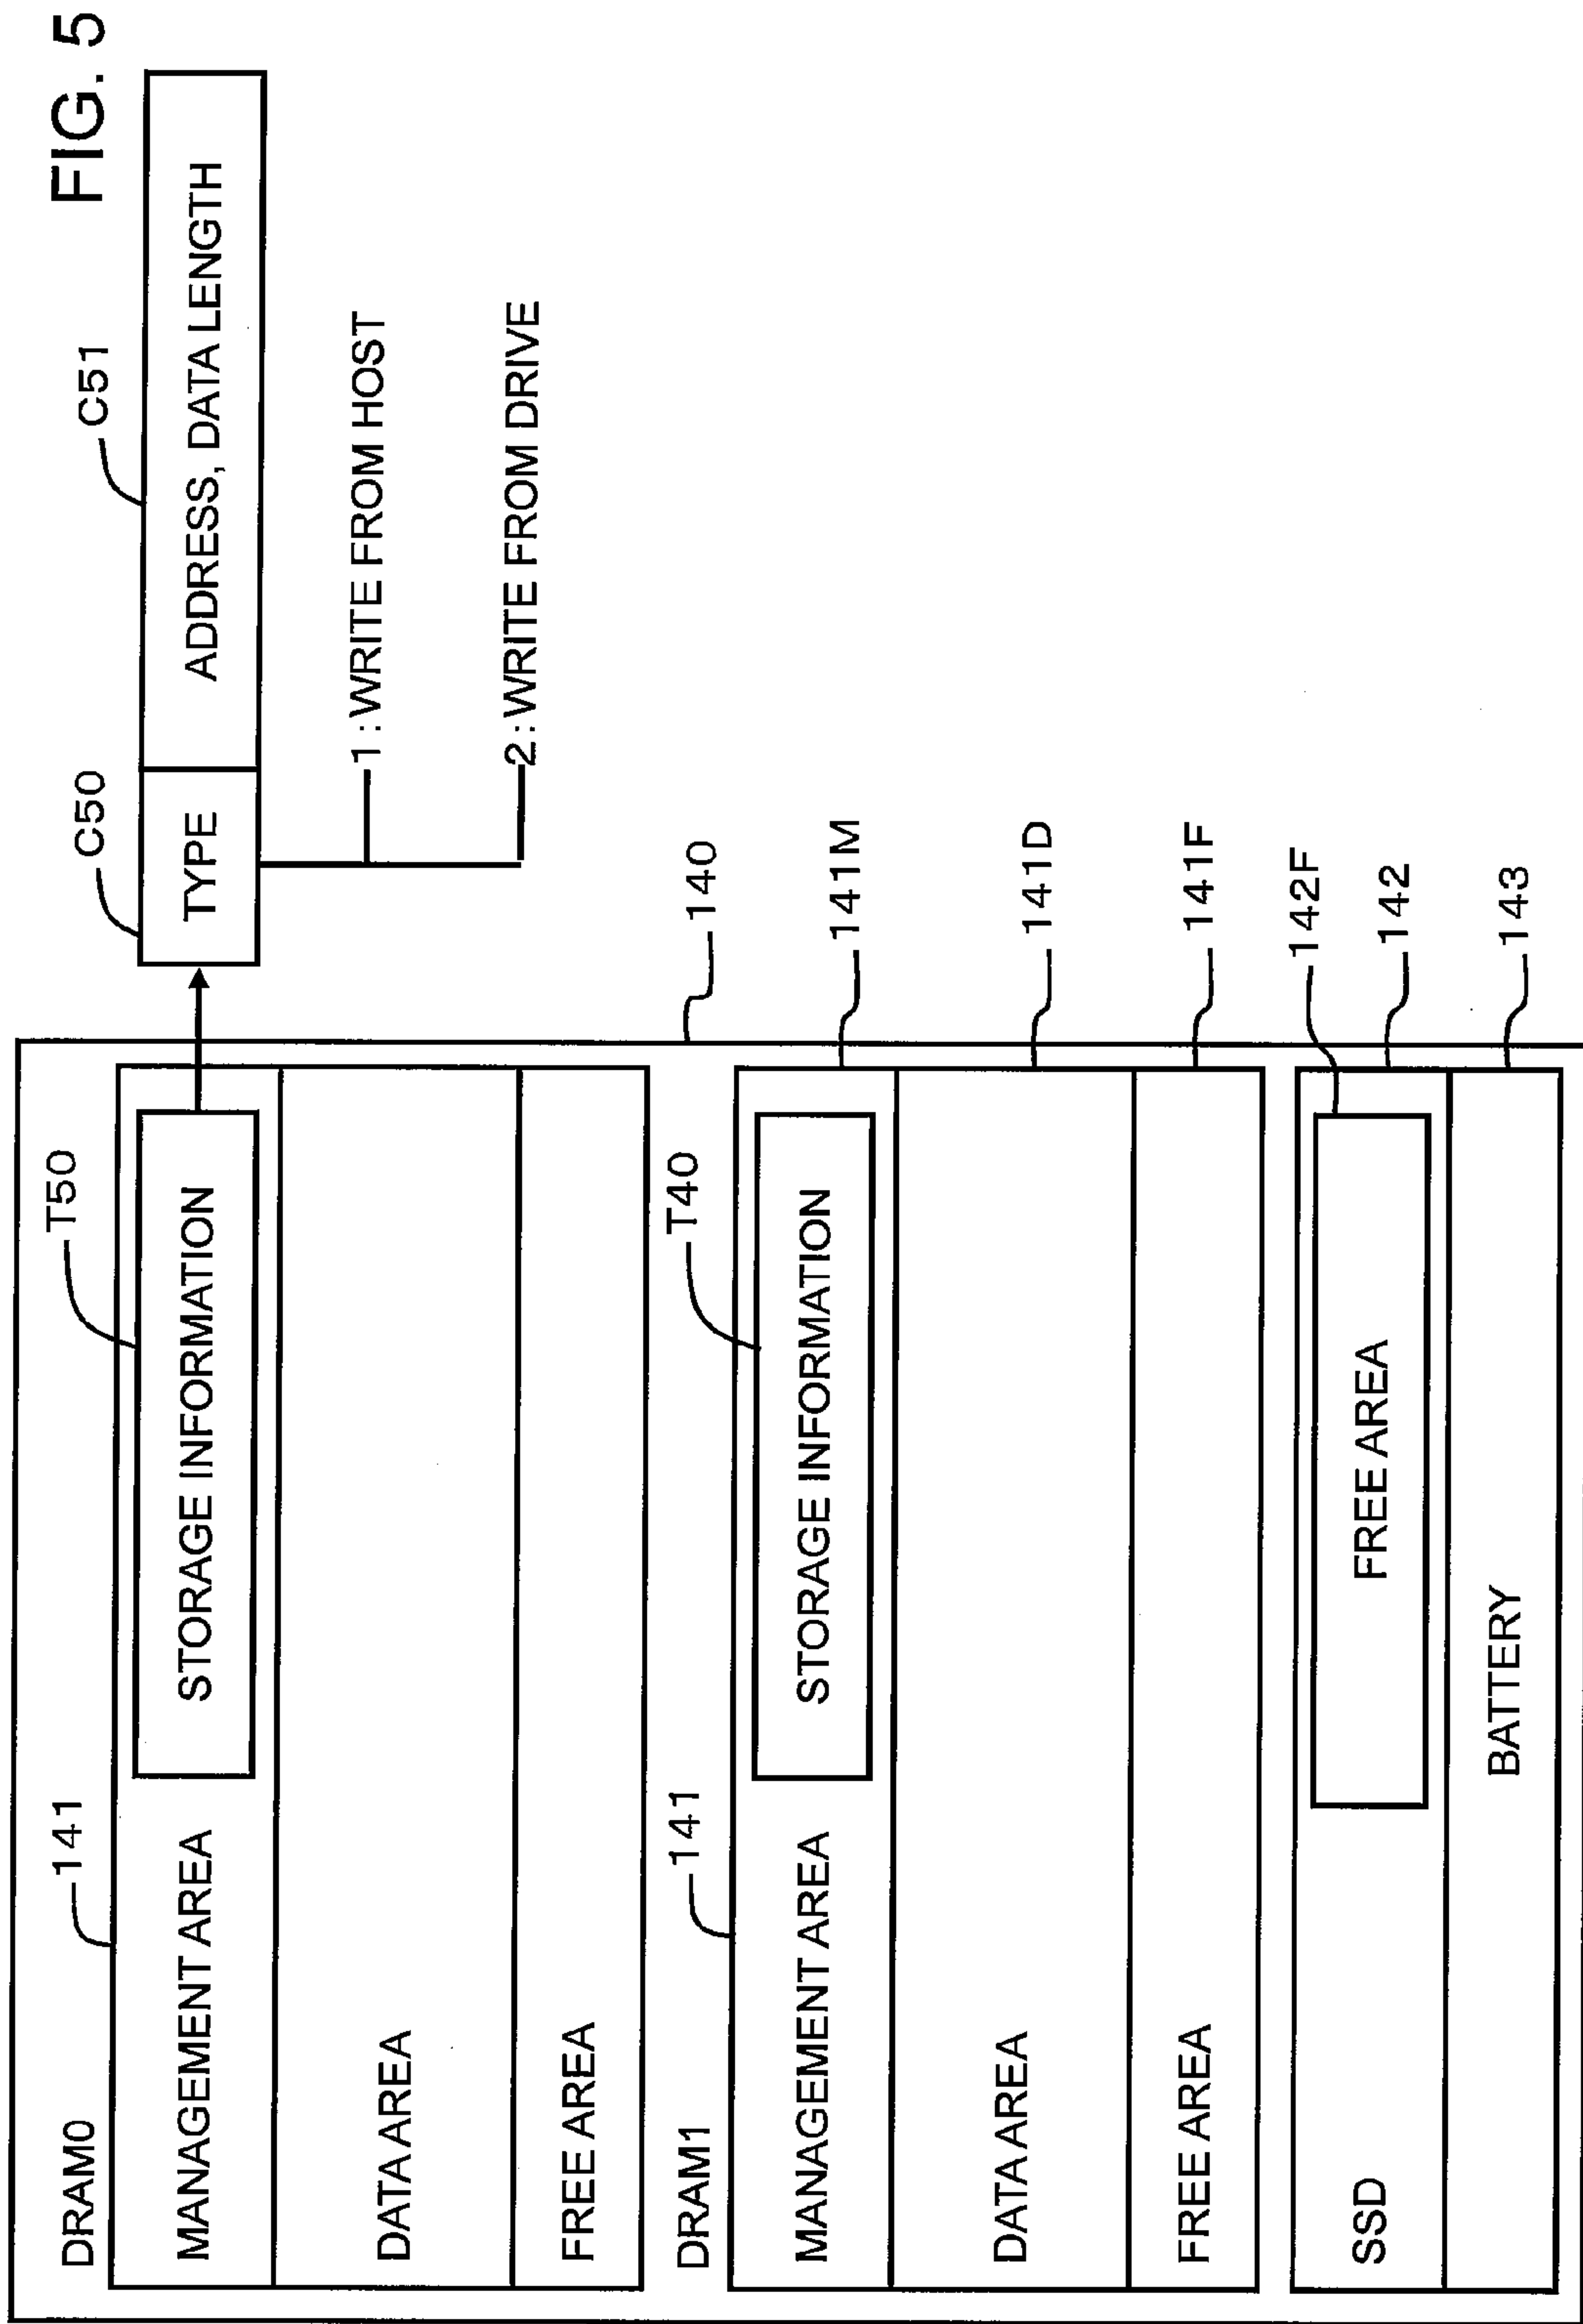 FIG. 5
C50
C51
TYPE
ADDRESS, DATA LENGTH
1:WRITE FROM HOST
2:WRITE FROM DRIVE
140
DRAM0
141
T50
MANAGEMENT AREA
STORAGE INFORMATION
DATA AREA
FREE AREA
DRAM1
141
T40
MANAGEMENT AREA
STORAGE INFORMATION
141M
DATA AREA
141D
FREE AREA
141F
SSD
FREE AREA
142F
142
BATTERY
143